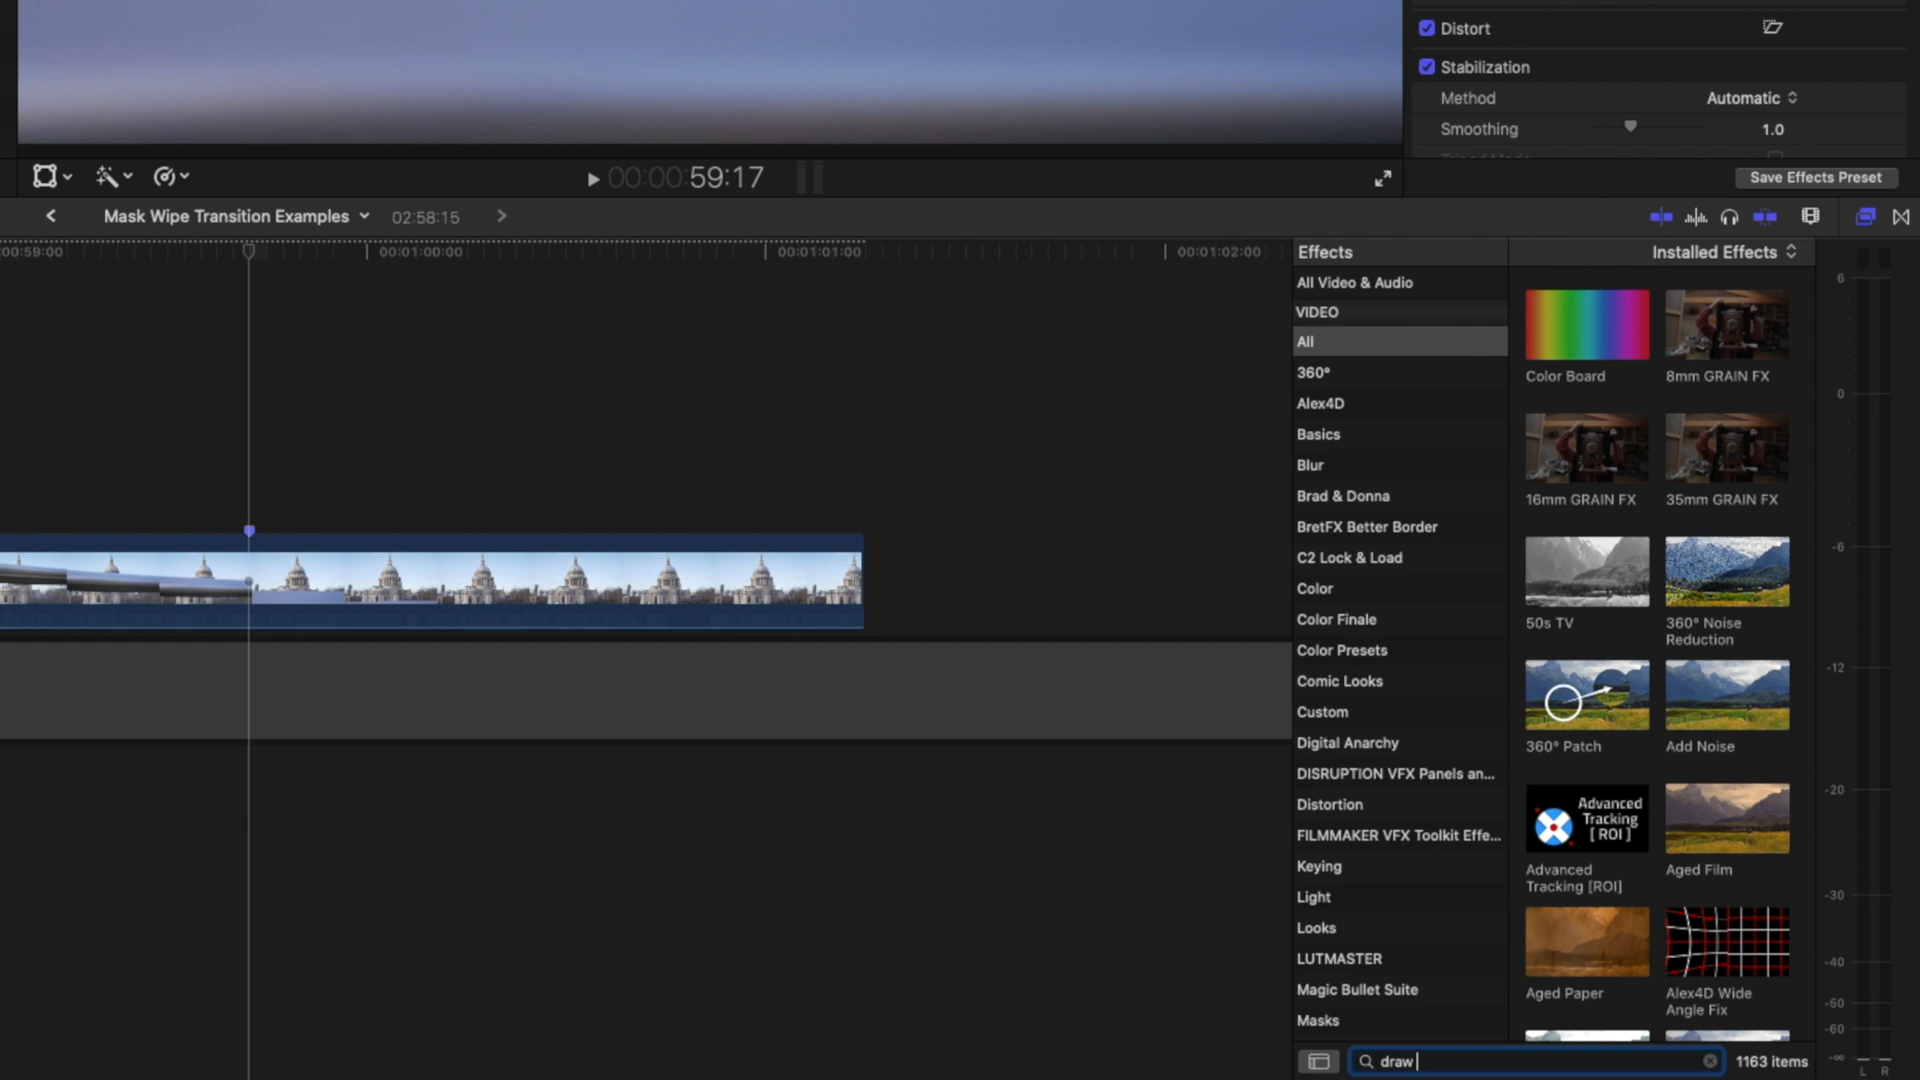 Distort
Stabilization
Method Automatic
Smoothing 1.0
00:00:59:17
Save Effects Preset
Mask Wipe Transition Examples 02:58:15
00:59:00 00:01:00:00 00:01:01:00 00:01:02:00
Effects
Installed Effects
All Video & Audio
VIDEO
All
360°
Alex4D
Basics
Blur
Brad & Donna
BretFX Better Border
C2 Lock & Load
Color
Color Finale
Color Presets
Comic Looks
Custom
Digital Anarchy
DISRUPTION VFX Panels an...
Distortion
FILMMAKER VFX Toolkit Effe...
Keying
Light
Looks
LUTMASTER
Magic Bullet Suite
Masks
Color Board
8mm GRAIN FX
16mm GRAIN FX
35mm GRAIN FX
50s TV
360° Noise
Reduction
360° Patch
Add Noise
Advanced
Tracking
[ROI]
Advanced
Tracking [ROI]
Aged Film
Aged Paper
Alex4D Wide
Angle Fix
draw
1163 items
6
0
-6
-12
-20
-30
-40
-50
-60
-∞
L R